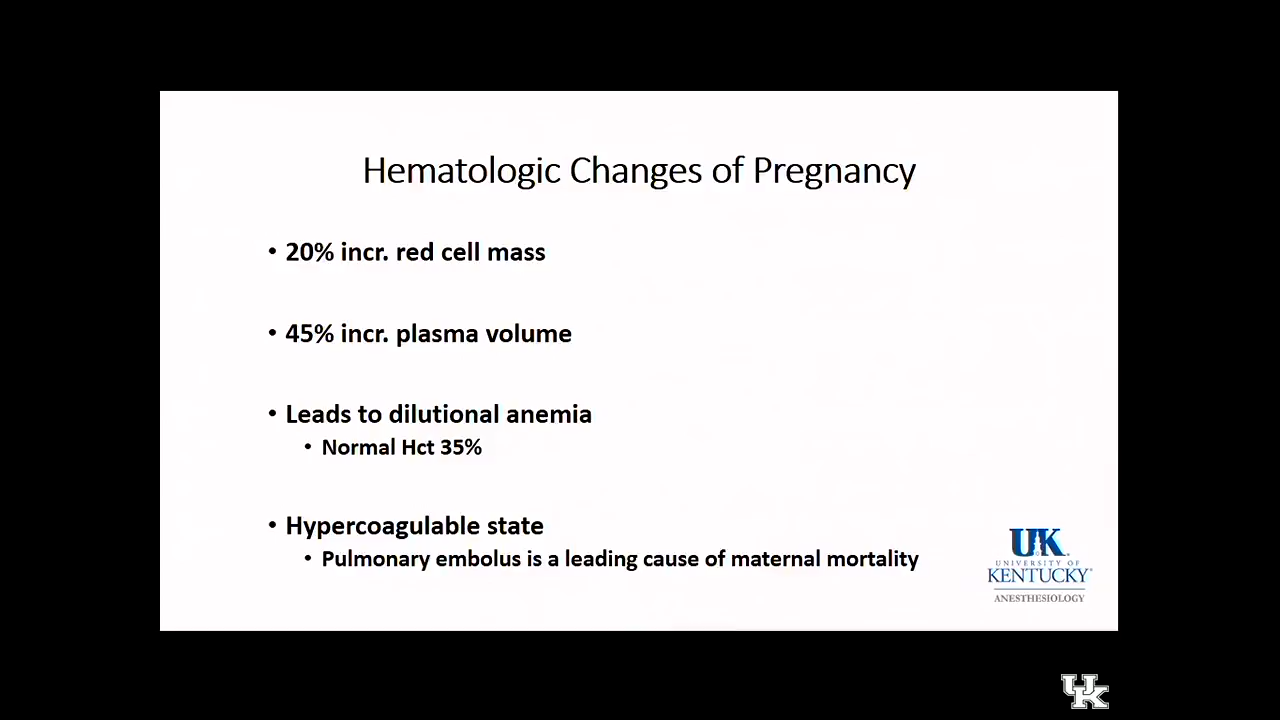 Hematologic Changes of Pregnancy
• 20% incr. red cell mass
• 45% incr. plasma volume
• Leads to dilutional anemia
• Normal Hct 35%
• Hypercoagulable state
• Pulmonary embolus is a leading cause of maternal mortality
UK
UNIVERSITY OF
KENTUCKY®
ANESTHESIOLOGY
UK